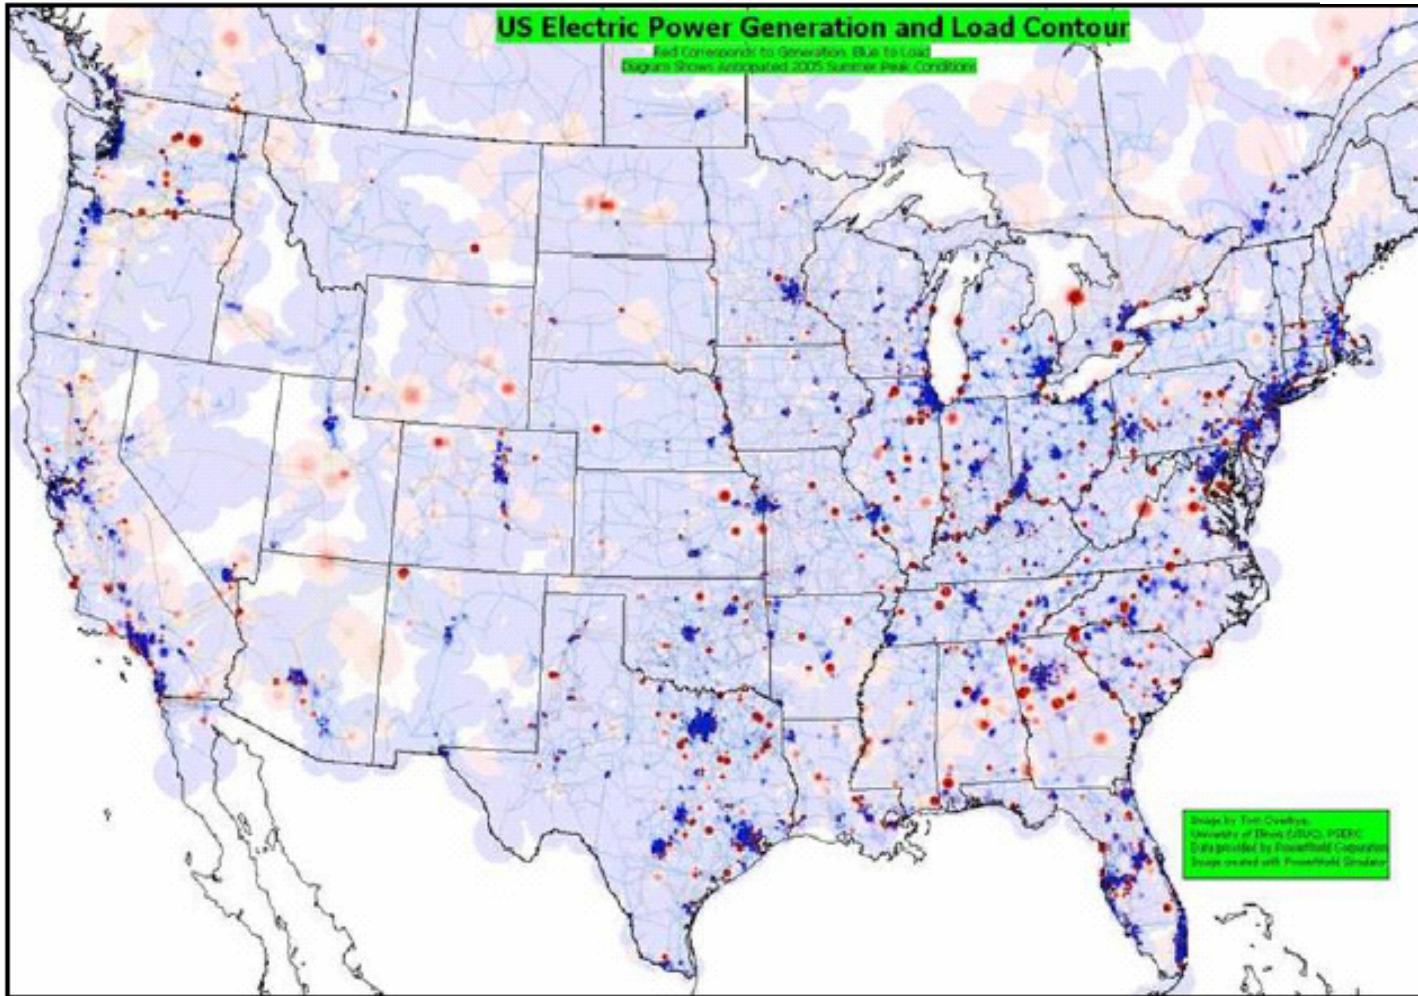 US Electric Power Generation and Load Contour
Red Corresponds to Generation, Blue to Load
Diagram Shows Anticipated 2005 Summer Peak Conditions
Image by Tom Overbye,
University of Illinois (UIUC), PSERC
Data provided by PowerWorld Corporation
Image created with PowerWorld Simulator